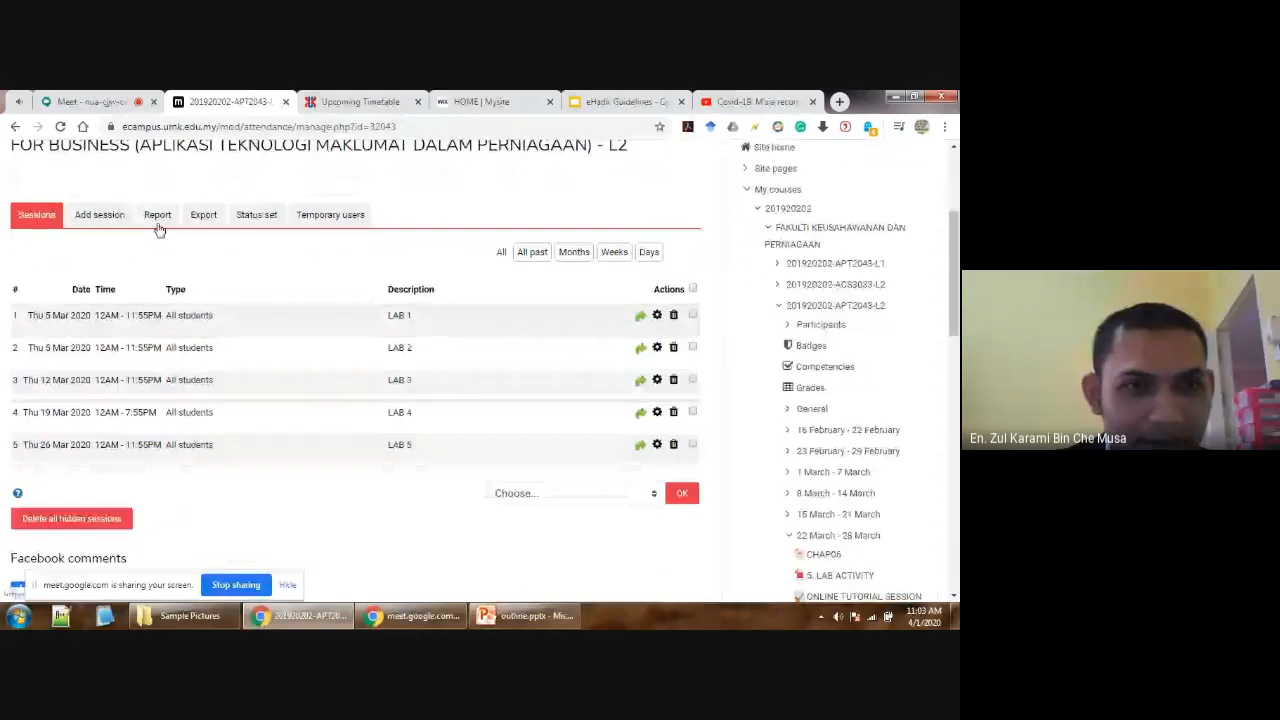 Meet - nua-cjwso
20201202-APT2043-L
Upcoming Timetable
HOME | Mysite
eHadir Guidelines - Go
Covid-19: M'sia recor
ecampus.umk.edu.my/mod/attendance/manage.php?id=32043
FOR BUSINESS (APLIKASI TEKNOLOGI MAKLUMAT DALAM PERNIAGAAN) - L2
Sessions
Add session
Report
Export
Status set
Temporary users
All
All past
Months
Weeks
Days
# Date Time Type Description Actions
1 Thu 5 Mar 2020 12AM - 11:55PM All students LAB 1
2 Thu 5 Mar 2020 12AM - 11:55PM All students LAB 2
3 Thu 12 Mar 2020 12AM - 11:55PM All students LAB 3
4 Thu 19 Mar 2020 12AM - 7:55PM All students LAB 4
5 Thu 26 Mar 2020 12AM - 11:55PM All students LAB 5
Choose...
OK
Delete all hidden sessions
Facebook comments
Site home
Site pages
My courses
201920202
FAKULTI KEUSAHAWANAN DAN
PERNIAGAAN
201920202-APT2043-L1
201920202-ACS3033-L2
201920202-APT2043-L2
Participants
Badges
Competencies
Grades
General
16 February - 22 February
23 February - 29 February
1 March - 7 March
8 March - 14 March
15 March - 21 March
22 March - 28 March
CHAP06
5. LAB ACTIVITY
ONLINE TUTORIAL SESSION
meet.google.com is sharing your screen.
Stop sharing
Hide
Sample Pictures
201920202-APT20...
meet.google.com...
outline.pptx - Mic...
11:03 AM
4/1/2020
En. Zul Karami Bin Che Musa